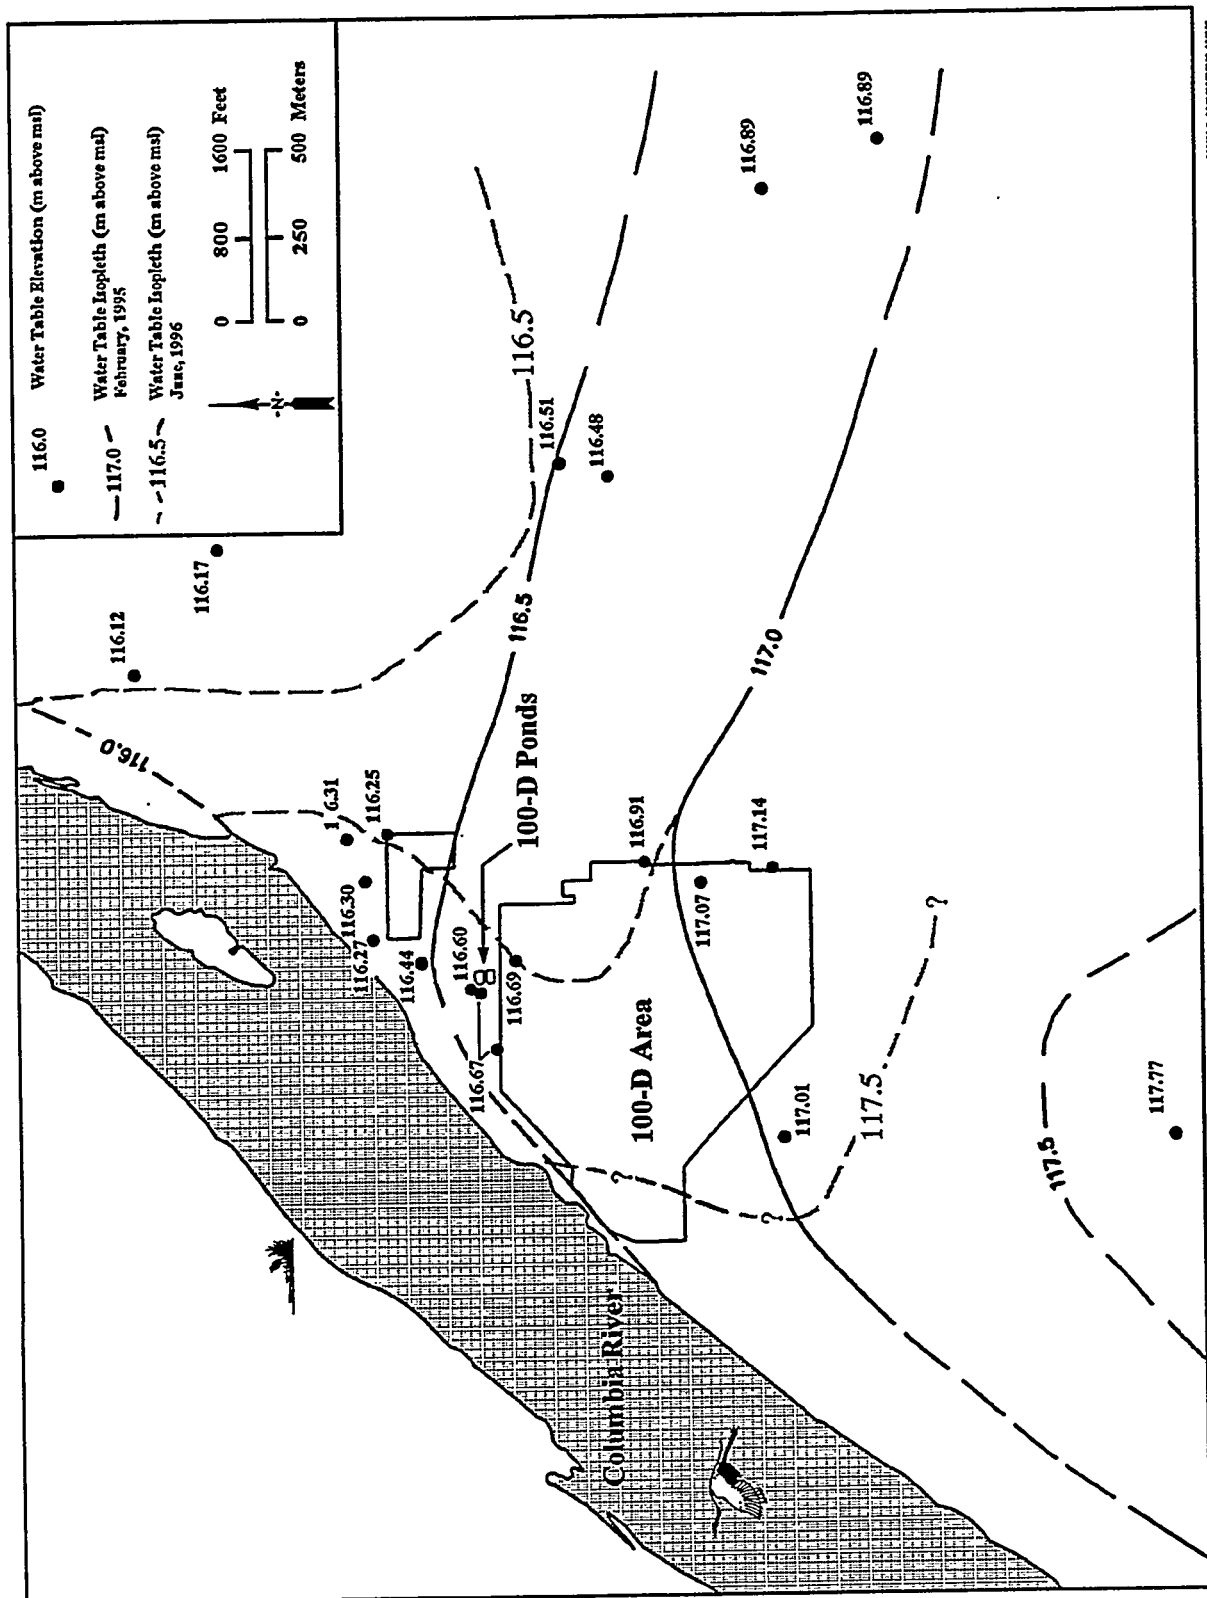 116.0 Water Table Elevation (m above msl)
117.0 Water Table Isopleth (m above msl)
February, 1995
116.5 Water Table Isopleth (m above msl)
June, 1996
0 800 1600 Feet
0 250 500 Meters
-N-
116.12
116.17
116.0
1 6.31
116.25
116.30
116.27
116.44
116.60
116.67
116.69
100-D Ponds
116.5
116.5
116.51
116.48
116.89
116.89
117.0
116.91
117.14
117.07
100-D Area
117.01
?
?
?
117.5
117.5
117.77
Columbia River